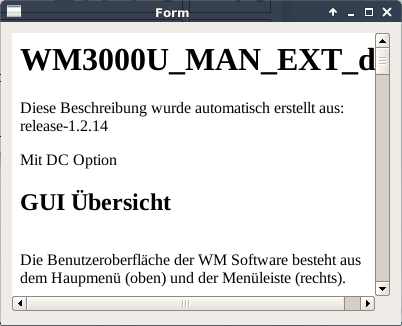 Form
WM3000U_MAN_EXT_d
Diese Beschreibung wurde automatisch erstellt aus:
release-1.2.14
Mit DC Option
GUI Übersicht
Die Benutzeroberfläche der WM Software besteht aus
dem Haupmenü (oben) und der Menüleiste (rechts).